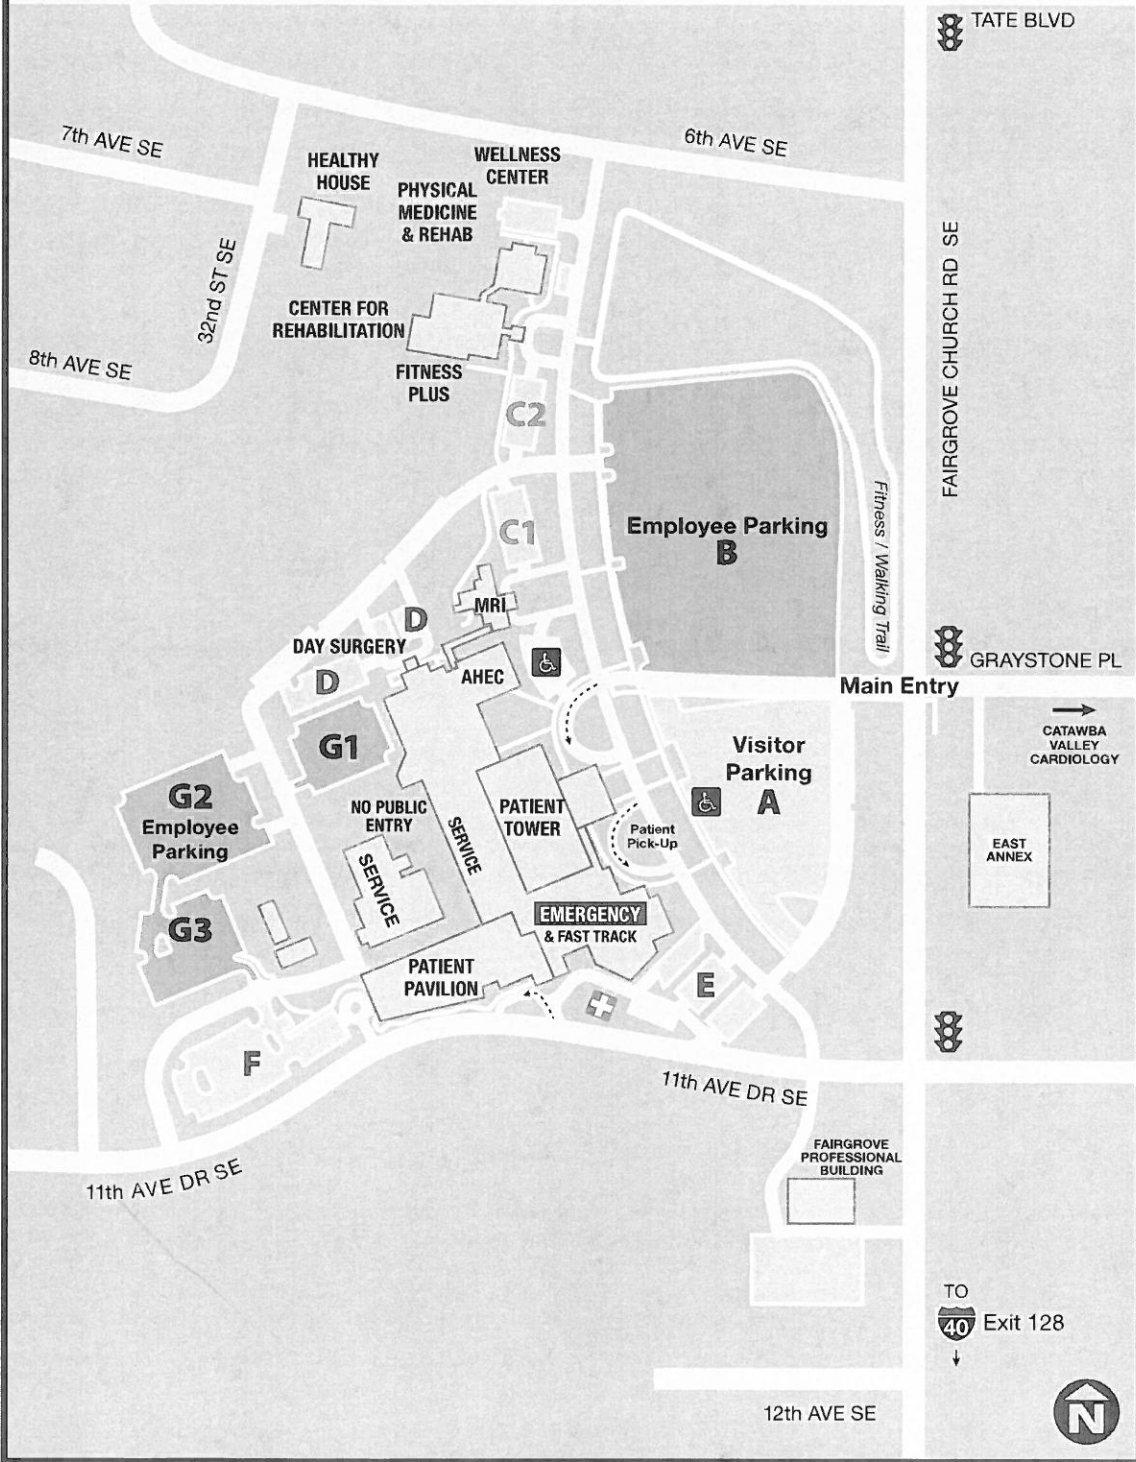 TATE BLVD
7th AVE SE
6th AVE SE
HEALTHY
HOUSE
WELLNESS
CENTER
PHYSICAL
MEDICINE
& REHAB
32nd ST SE
FAIRGROVE CHURCH RD SE
CENTER FOR
REHABILITATION
8th AVE SE
FITNESS
PLUS
C2
C1
Employee Parking
B
Fitness / Walking Trail
MRI
D
DAY SURGERY
D
AHEC
GRAYSTONE PL
Main Entry
CATAWBA
VALLEY
CARDIOLOGY
G1
Visitor
Parking
A
G2
Employee
Parking
NO PUBLIC
ENTRY
SERVICE
PATIENT
TOWER
Patient
Pick-Up
EAST
ANNEX
SERVICE
G3
EMERGENCY
& FAST TRACK
PATIENT
PAVILION
E
F
11th AVE DR SE
11th AVE DR SE
FAIRGROVE
PROFESSIONAL
BUILDING
TO
40 Exit 128
12th AVE SE
N